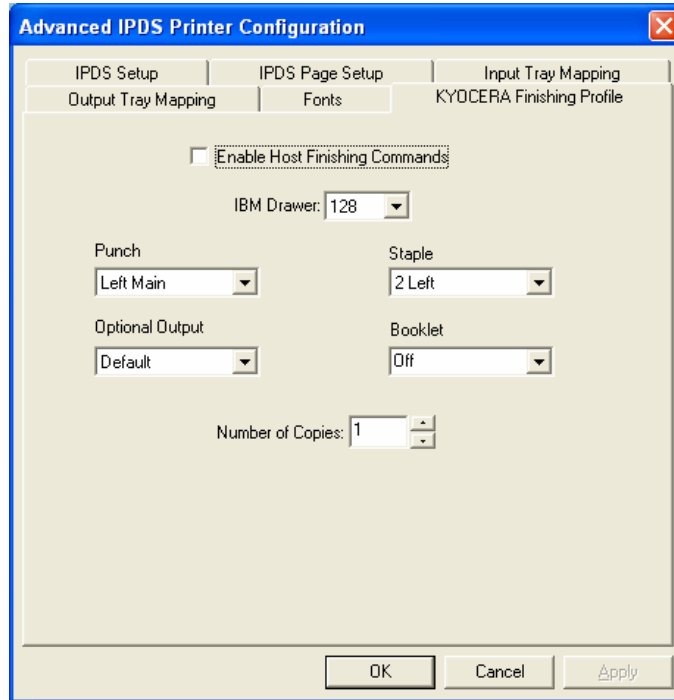 Advanced IPDS Printer Configuration
IPDS Setup
IPDS Page Setup
Input Tray Mapping
Output Tray Mapping
Fonts
KYOCERA Finishing Profile
Enable Host Finishing Commands
IBM Drawer: 128
Punch
Staple
Left Main
2 Left
Optional Output
Booklet
Default
Off
Number of Copies: 1
OK
Cancel
Apply